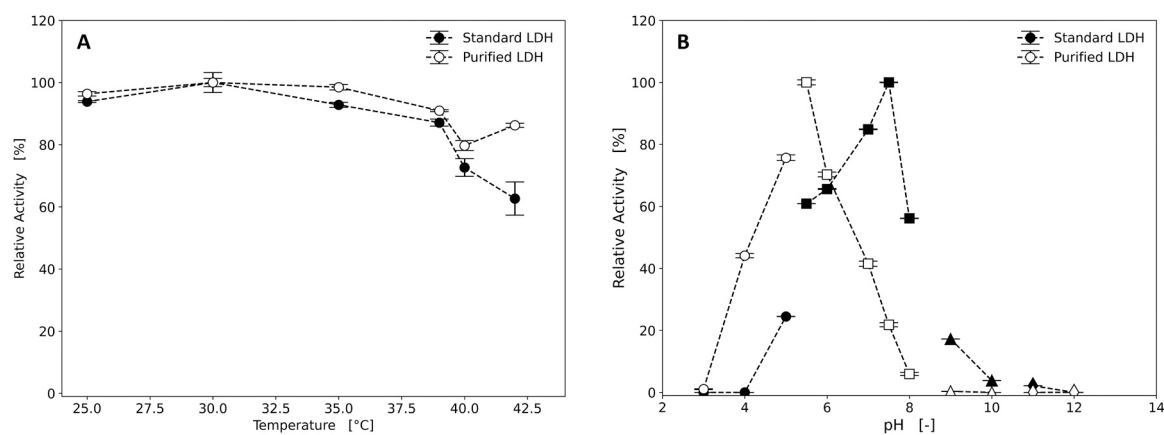 A
Standard LDH
Purified LDH
120
100
80
60
40
20
0
Relative Activity [%]
25.0 27.5 30.0 32.5 35.0 37.5 40.0 42.5
Temperature [°C]
B
Standard LDH
Purified LDH
120
100
80
60
40
20
0
Relative Activity [%]
2 4 6 8 10 12 14
pH [-]